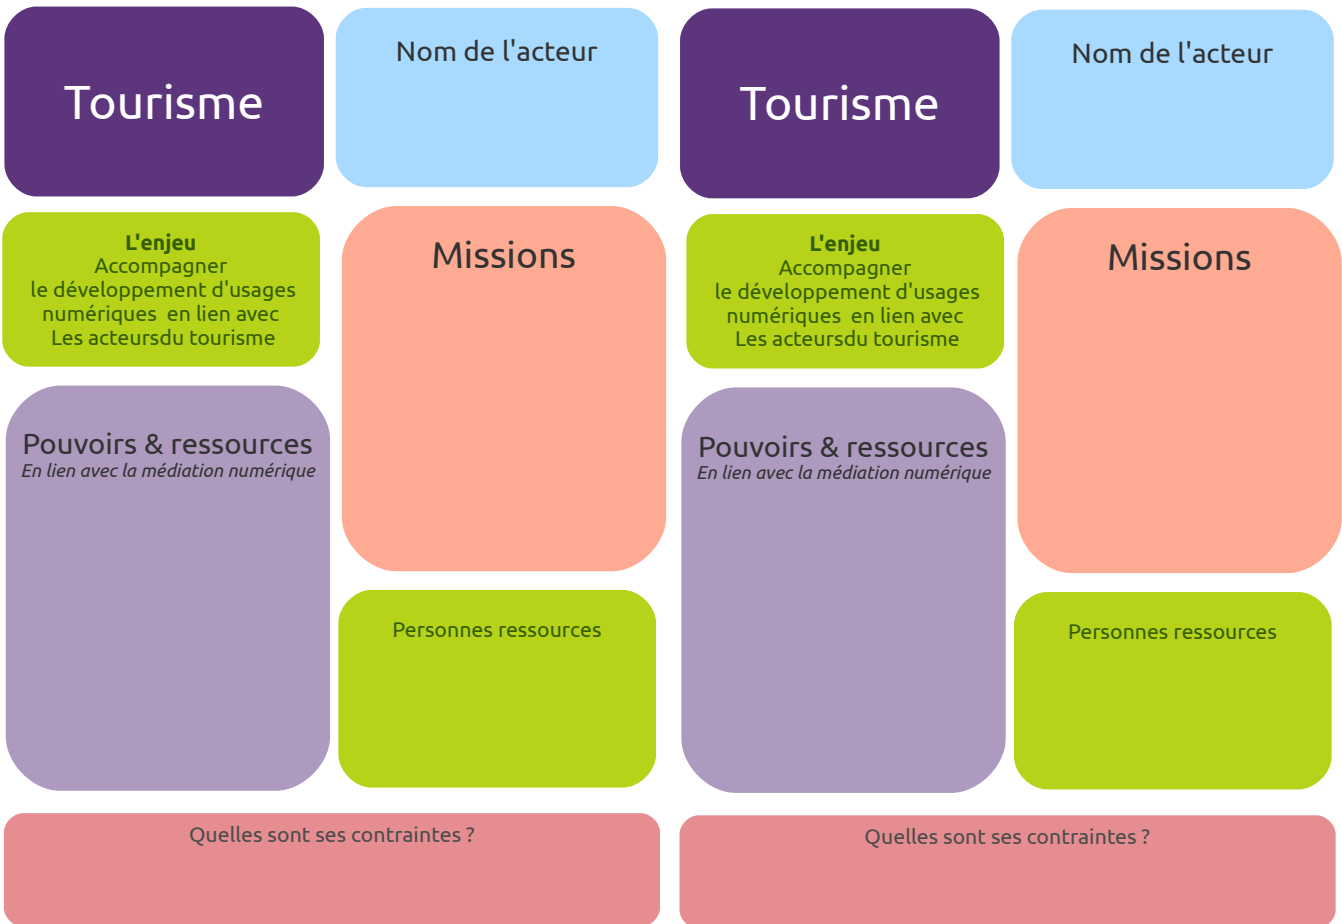 Tourisme
Nom de l'acteur
L'enjeu
Accompagner
le développement d'usages
numériques en lien avec
Les acteursdu tourisme
Missions
Pouvoirs & ressources
En lien avec la médiation numérique
Personnes ressources
Quelles sont ses contraintes ?
Tourisme
Nom de l'acteur
L'enjeu
Accompagner
le développement d'usages
numériques en lien avec
Les acteursdu tourisme
Missions
Pouvoirs & ressources
En lien avec la médiation numérique
Personnes ressources
Quelles sont ses contraintes ?